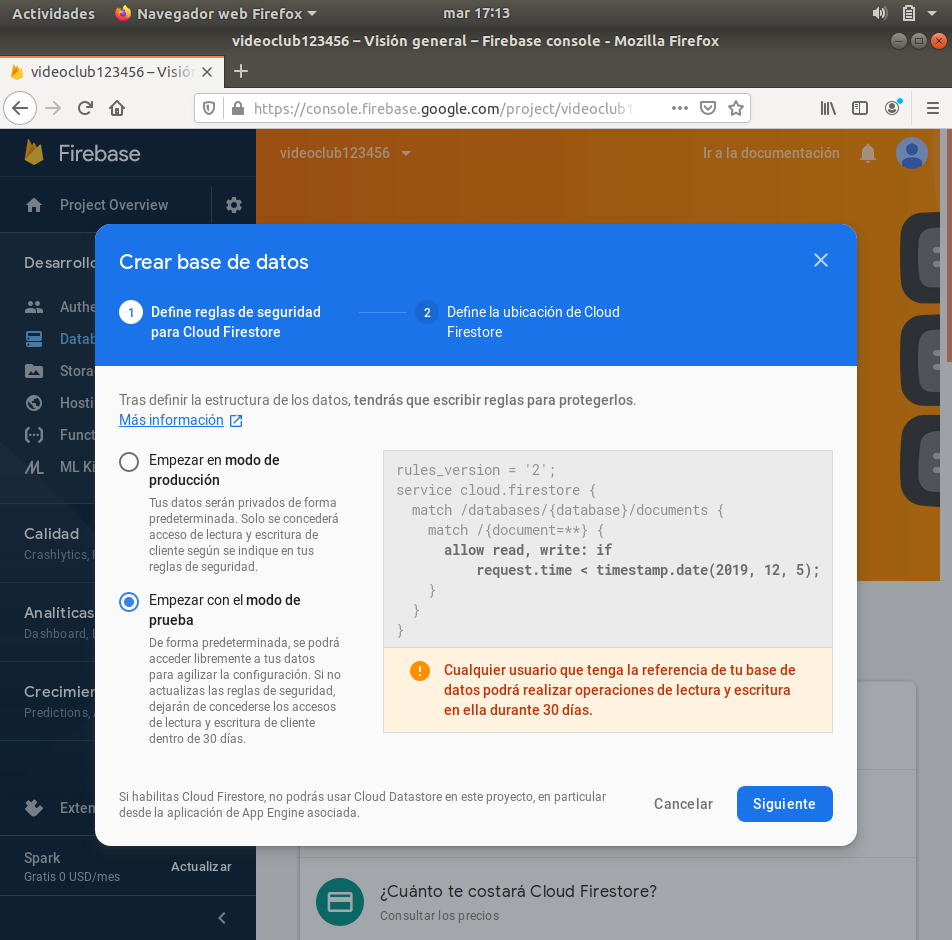 Actividades
Navegador web Firefox
mar 17:13
videoclub123456 – Visión general – Firebase console - Mozilla Firefox
videoclub123456 – Visión
https://console.firebase.google.com/project/videoclub1
Firebase
videoclub123456
Ir a la documentación
Project Overview
Desarrollo
Crear base de datos
1
Define reglas de seguridad
para Cloud Firestore
2
Define la ubicación de Cloud
Firestore
Authe
Datab
Stora
Hosti
Funct
ML Ki
Calidad
Crashlytics,
Analíticas
Dashboard,
Crecimien
Predictions,
Exten
Spark
Gratis 0 USD/mes
Actualizar
Tras definir la estructura de los datos, tendrás que escribir reglas para protegerlos.
Más información
Empezar en modo de
producción
Tus datos serán privados de forma
predeterminada. Solo se concederá
acceso de lectura y escritura de
cliente según se indique en tus
reglas de seguridad.
Empezar con el modo de
prueba
De forma predeterminada, se podrá
acceder libremente a tus datos
para agilizar la configuración. Si no
actualizas las reglas de seguridad,
dejarán de concederse los accesos
de lectura y escritura de cliente
dentro de 30 días.
rules_version = '2';
service cloud.firestore {
match /databases/{database}/documents {
match /{document=**} {
allow read, write: if
request.time < timestamp.date(2019, 12, 5);
}
}
}
Cualquier usuario que tenga la referencia de tu base de
datos podrá realizar operaciones de lectura y escritura
en ella durante 30 días.
Si habilitas Cloud Firestore, no podrás usar Cloud Datastore en este proyecto, en particular
desde la aplicación de App Engine asociada.
Cancelar
Siguiente
¿Cuánto te costará Cloud Firestore?
Consultar los precios